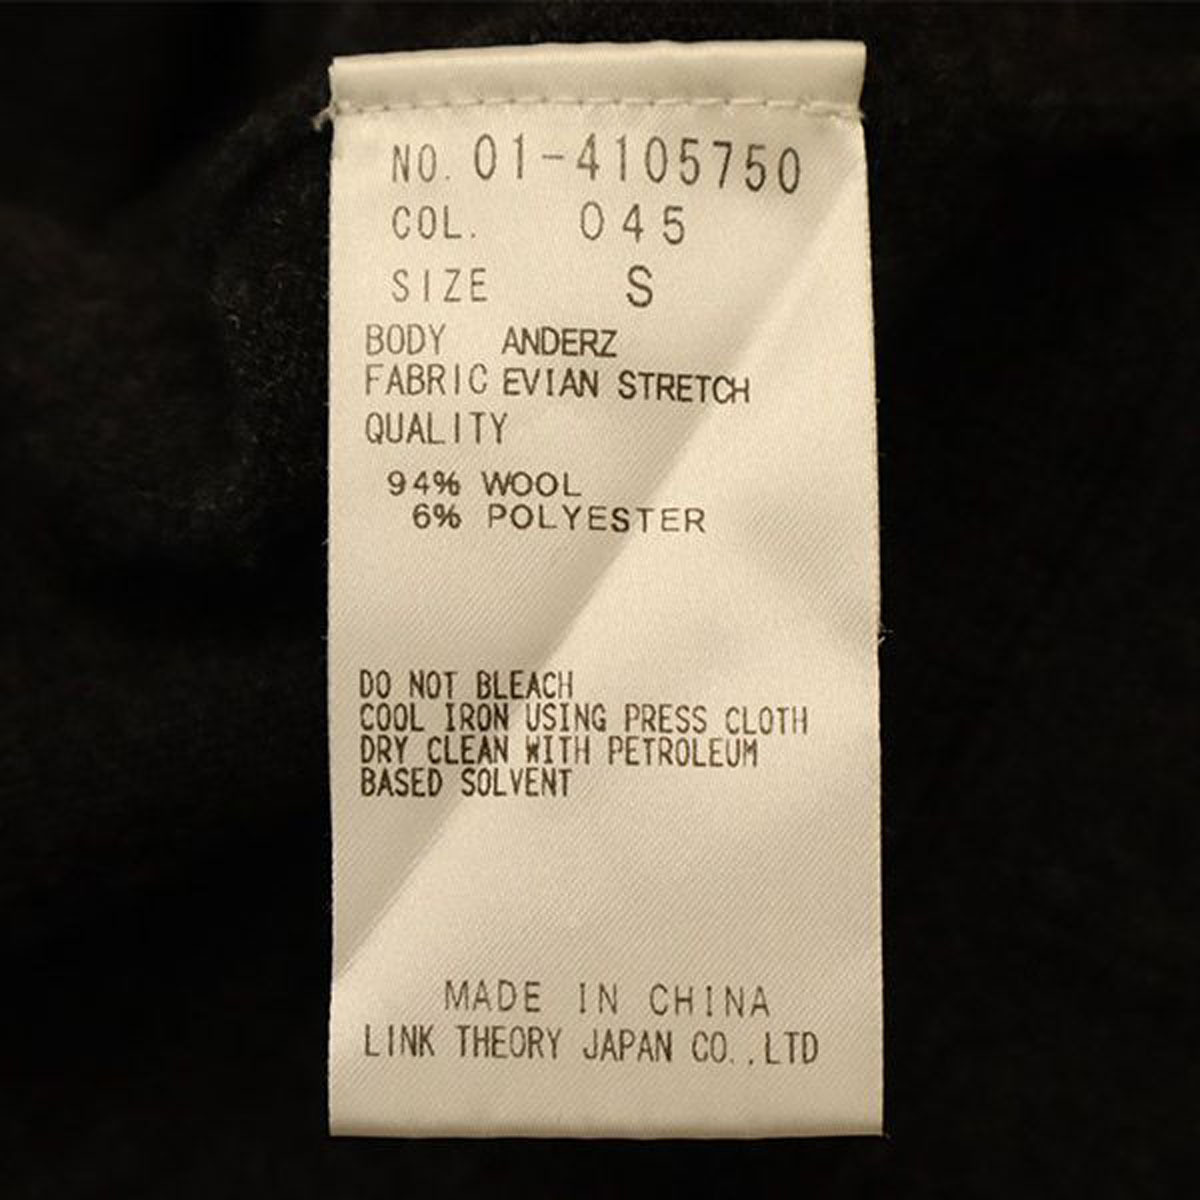 NO. 01-4105750
COL. 045
SIZE S
BODY ANDERZ
FABRIC EVIAN STRETCH
QUALITY
94% WOOL
6% POLYESTER
DO NOT BLEACH
COOL IRON USING PRESS CLOTH
DRY CLEAN WITH PETROLEUM
BASED SOLVENT
MADE IN CHINA
LINK THEORY JAPAN CO.,LTD